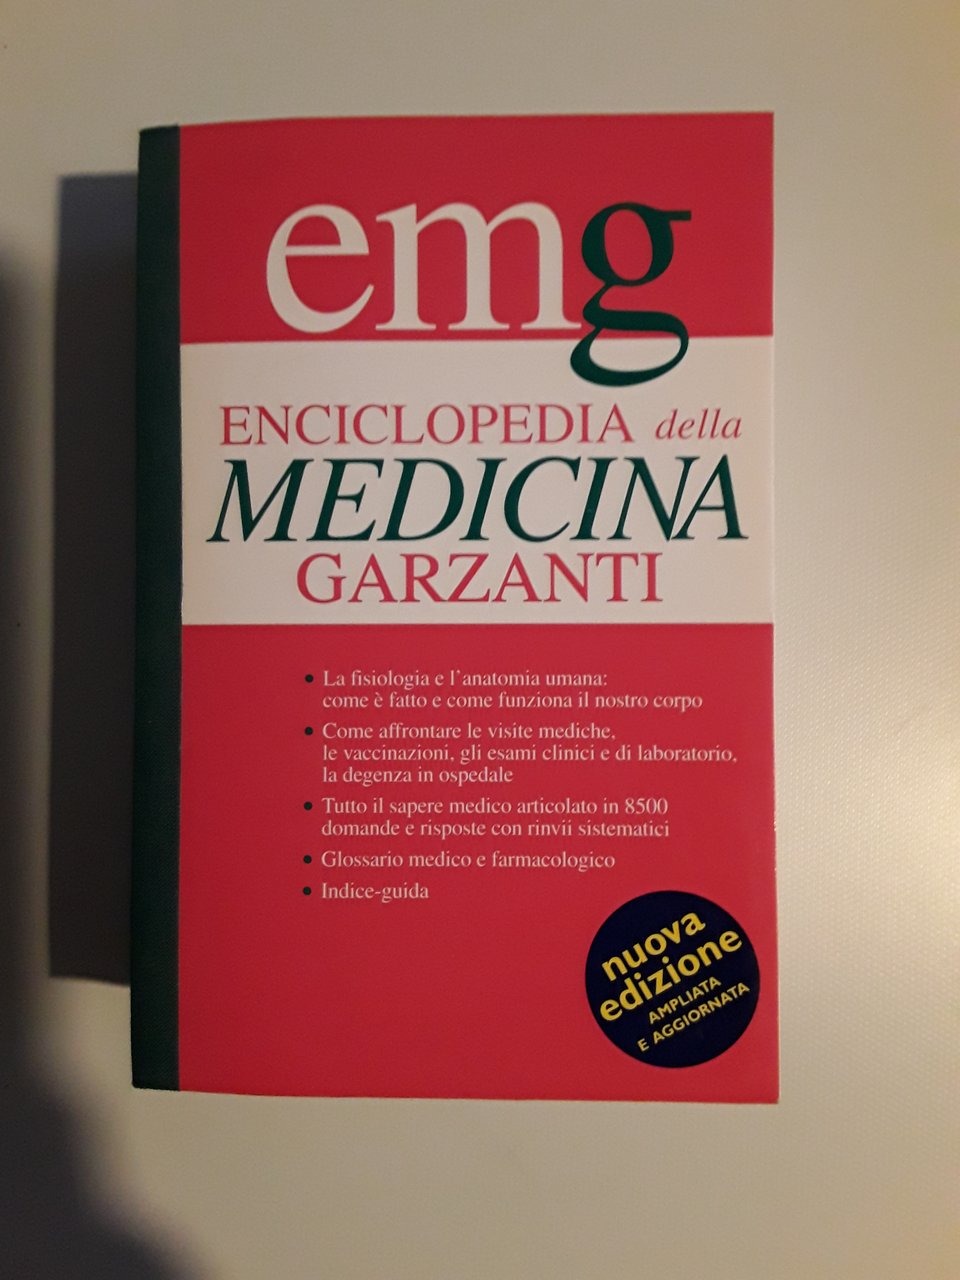 emg
ENCICLOPEDIA della
MEDICINA
GARZANTI
• La fisiologia e l'anatomia umana:
come è fatto e come funziona il nostro corpo
• Come affrontare le visite mediche,
le vaccinazioni, gli esami clinici e di laboratorio,
la degenza in ospedale
• Tutto il sapere medico articolato in 8500
domande e risposte con rinvii sistematici
• Glossario medico e farmacologico
• Indice-guida
nuova
edizione
AMPLIATA
E AGGIORNATA